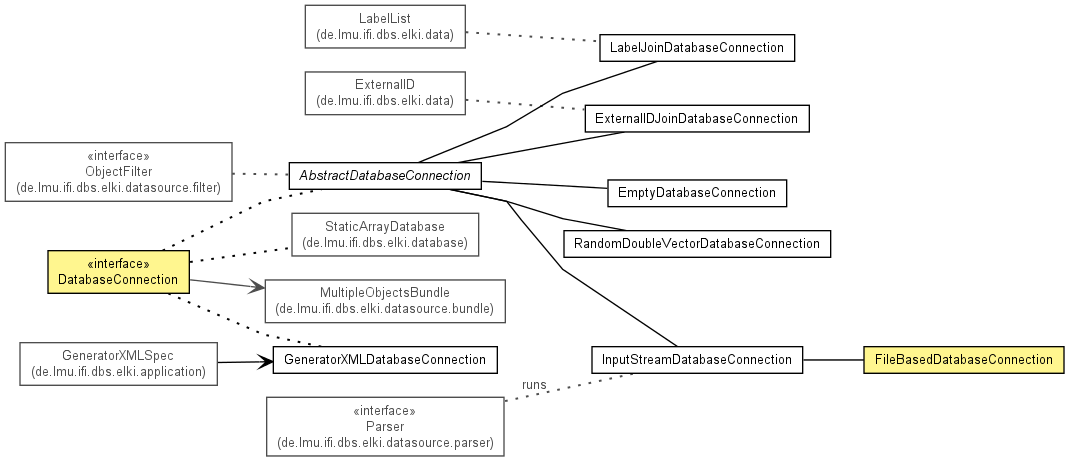 LabelList
(de.lmu.ifi.dbs.elki.data)
LabelJoinDatabaseConnection
ExternalID
(de.lmu.ifi.dbs.elki.data)
ExternalIDJoinDatabaseConnection
«interface»
ObjectFilter
(de.lmu.ifi.dbs.elki.datasource.filter)
AbstractDatabaseConnection
EmptyDatabaseConnection
StaticArrayDatabase
(de.lmu.ifi.dbs.elki.database)
RandomDoubleVectorDatabaseConnection
«interface»
DatabaseConnection
MultipleObjectsBundle
(de.lmu.ifi.dbs.elki.datasource.bundle)
GeneratorXMLSpec
(de.lmu.ifi.dbs.elki.application)
GeneratorXMLDatabaseConnection
InputStreamDatabaseConnection
FileBasedDatabaseConnection
runs
«interface»
Parser
(de.lmu.ifi.dbs.elki.datasource.parser)